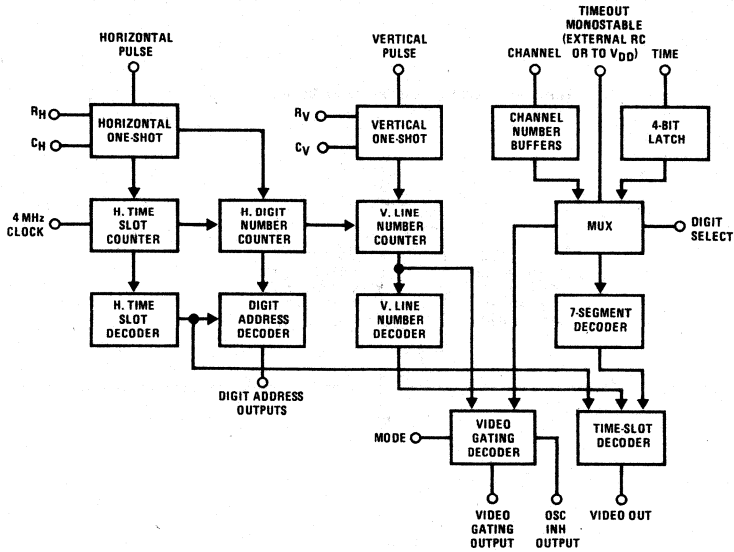 HORIZONTAL
PULSE
VERTICAL
PULSE
TIMEOUT
MONOSTABLE
(EXTERNAL RC
OR TO VDD)
CHANNEL
TIME
RH
CH
HORIZONTAL
ONE-SHOT
RV
CV
VERTICAL
ONE-SHOT
CHANNEL
NUMBER
BUFFERS
4-BIT
LATCH
4 MHz
CLOCK
H. TIME
SLOT
COUNTER
H. DIGIT
NUMBER
COUNTER
V. LINE
NUMBER
COUNTER
MUX
DIGIT
SELECT
H. TIME
SLOT
DECODER
DIGIT
ADDRESS
DECODER
V. LINE
NUMBER
DECODER
7-SEGMENT
DECODER
DIGIT ADDRESS
OUTPUTS
MODE
VIDEO
GATING
DECODER
TIME-SLOT
DECODER
VIDEO
GATING
OUTPUT
OSC
INH
OUTPUT
VIDEO OUT